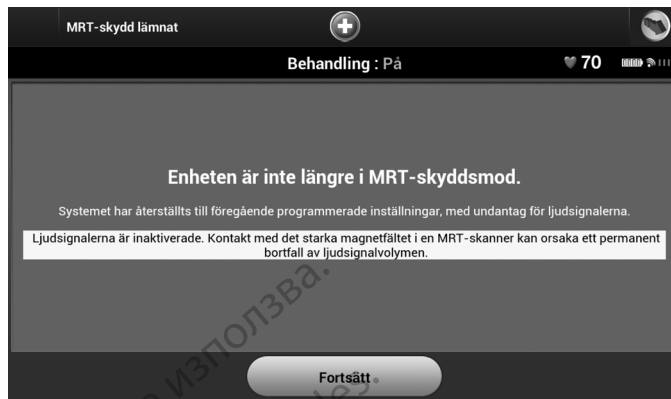 MRT-skydd lämnat
Behandling : På
70
Enheten är inte längre i MRT-skyddsmod.
Systemet har återställts till föregående programmerade inställningar, med undantag för ljudsignalerna.
Ljudsignalerna är inaktiverade. Kontakt med det starka magnetfältet i en MRT-skanner kan orsaka ett permanent
bortfall av ljudsignalvolymen.
използва.
Fortsätt